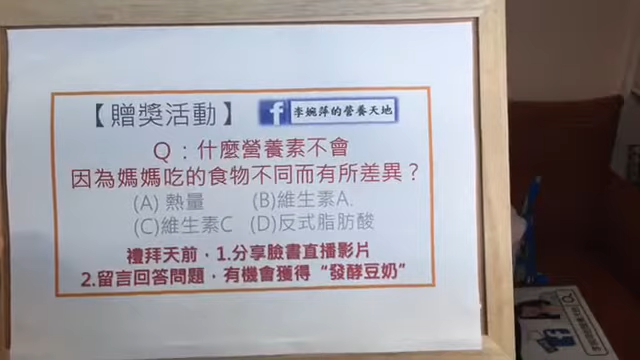 【贈獎活動】
f 李婉萍的營養天地
Q：什麼營養素不會
因為媽媽吃的食物不同而有所差異？
(A) 熱量 (B)維生素A.
(C)維生素C (D)反式脂肪酸
禮拜天前，1.分享臉書直播影片
2.留言回答問題，有機會獲得“發酵豆奶”